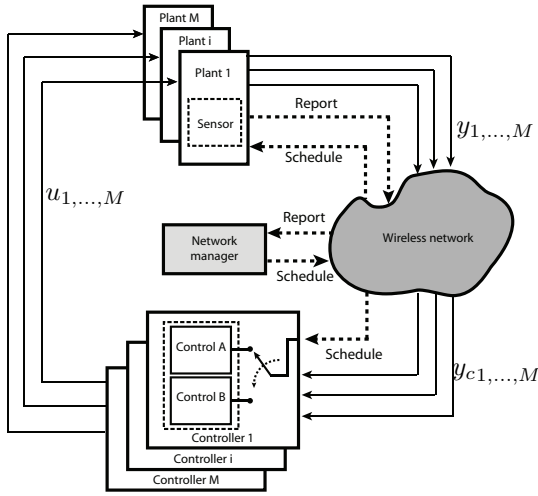 Plant M
Plant i
Plant 1
Sensor
Report
Schedule
y1,...,M
u1,...,M
Report
Network
manager
Schedule
Wireless network
Schedule
Control A
Control B
yc1,...,M
Controller 1
Controller i
Controller M